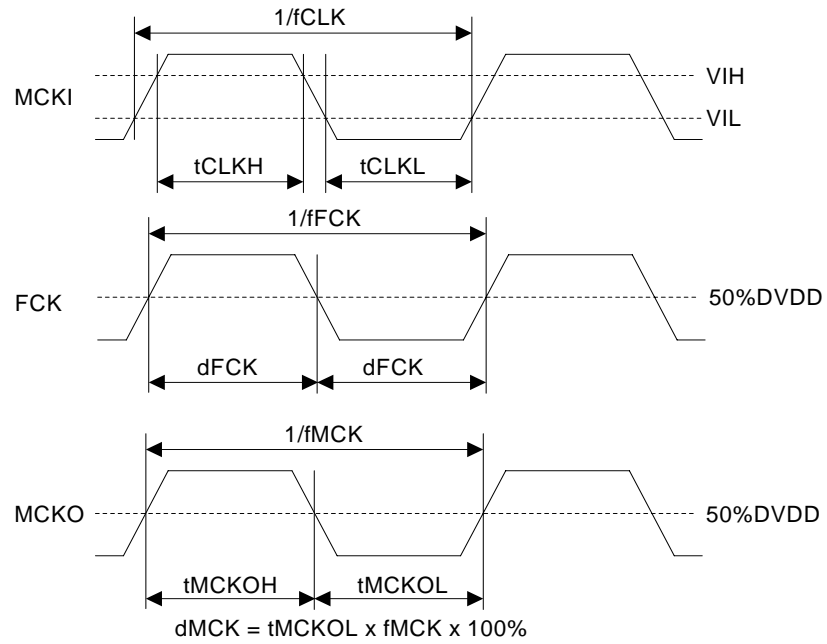 1/fCLK
MCKI
VIH
VIL
tCLKH
tCLKL
1/fFCK
FCK
50%DVDD
dFCK
dFCK
1/fMCK
MCKO
50%DVDD
tMCKOH
tMCKOL
dMCK = tMCKOL x fMCK x 100%